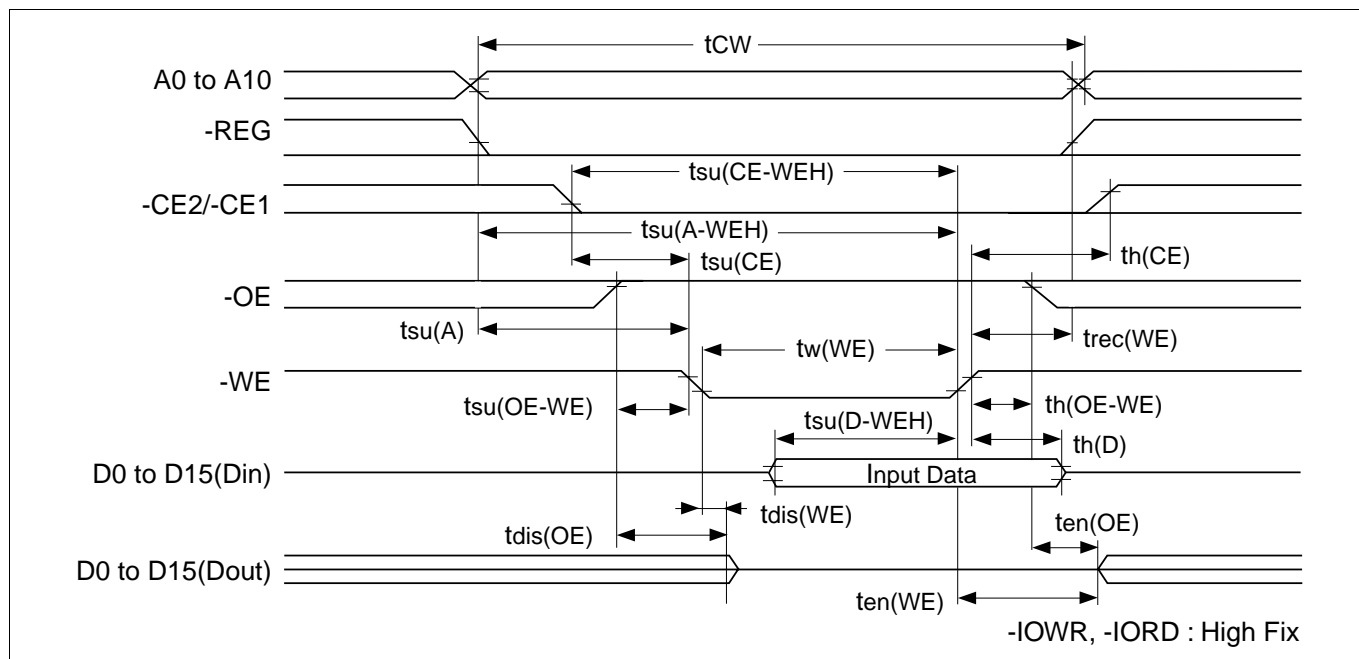 tCW
A0 to A10
-REG
tsu(CE-WEH)
-CE2/-CE1
tsu(A-WEH)
tsu(CE)
th(CE)
-OE
tsu(A)
tw(WE)
trec(WE)
-WE
tsu(OE-WE)
th(OE-WE)
tsu(D-WEH)
th(D)
D0 to D15(Din)
Input Data
tdis(WE)
tdis(OE)
ten(OE)
D0 to D15(Dout)
ten(WE)
-IOWR, -IORD : High Fix